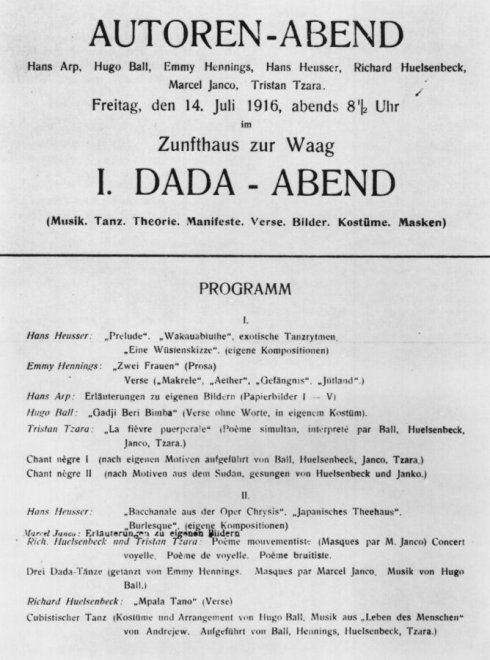 AUTOREN-ABEND
Hans Arp, Hugo Ball, Emmy Hennings, Hans Heusser, Richard Huelsenbeck,
Marcel Janco, Tristan Tzara.
Freitag, den 14. Juli 1916, abends 8 1/2 Uhr
im
Zunfthaus zur Waag
I. DADA - ABEND
(Musik. Tanz. Theorie. Manifeste. Verse. Bilder. Kostüme. Masken)
PROGRAMM
I.
Hans Heusser: „Prelude“. „Wakauabluthe“, exotische Tanzrytmen,
„Eine Wüstenskizze“. (eigene Kompositionen)
Emmy Hennings: „Zwei Frauen“ (Prosa)
Verse („Makrele“, „Aether“, „Gefängnis“, „Jütland“.)
Hans Arp: Erläuterungen zu eigenen Bildern (Papierbilder I — V)
Hugo Ball: „Gadji Beri Bimba“ (Verse ohne Worte, in eigenem Kostüm).
Tristan Tzara: „La fièvre puerperale“ (Poème simultan, interpreté par Ball, Huelsenbeck,
Janco, Tzara.)
Chant nègre I (nach eigenen Motiven aufgeführt von Ball, Huelsenbeck, Janco, Tzara.)
Chant nègre II (nach Motiven aus dem Sudan, gesungen von Huelsenbeck und Janko.)
II.
Hans Heusser: „Bacchanale aus der Oper Chrysis“, „Japanisches Theehaus“.
„Burlesque“, (eigene Kompositionen)
Marcel Janco: Erläuterungen zu eigenen Bildern
Rich. Huelsenbeck und Tristan Tzara: Poème mouvementiste (Masques par M. Janco) Concert
voyelle. Poème de voyelle. Poème bruitiste.
Drei Dada-Tänze (getanzt von Emmy Hennings. Masques par Marcel Janco. Musik von Hugo
Ball.)
Richard Huelsenbeck: „Mpala Tano“ (Verse)
Cubistischer Tanz (Kostüme und Arrangement von Hugo Ball, Musik aus „Leben des Menschen“
von Andrejew. Aufgeführt von Ball, Hennings, Huelsenbeck, Tzara.)